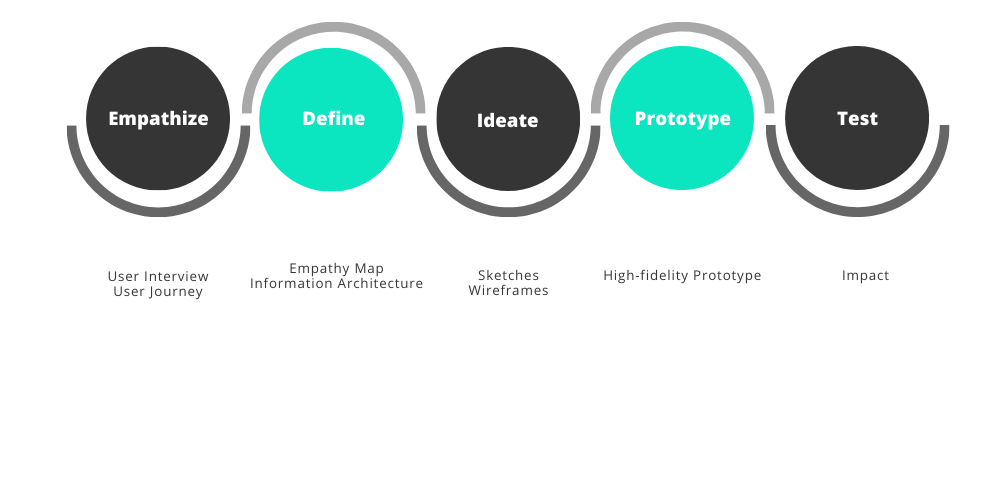 Empathize
Define
Ideate
Prototype
Test
User Interview
User Journey
Empathy Map
Information Architecture
Sketches
Wireframes
High-fidelity Prototype
Impact